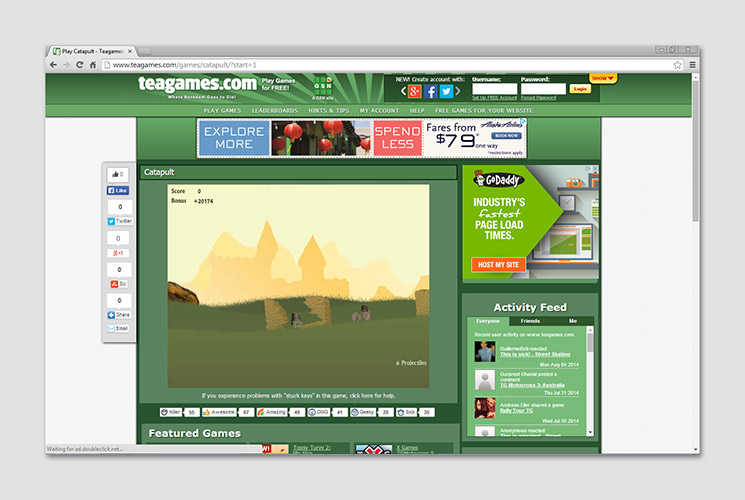 Play Catapult - Teagames
www.teagames.com/games/catapult/?start=1
teagames.com
Where Boredom Goes to Die!
Play Games
for FREE!
GSN
A GSN site
NEW! Create account with:
Username:
Password:
Login
Set Up FREE Account
Forgot Password
SHOW
PLAY GAMES
LEADERBOARDS
HINTS & TIPS
MY ACCOUNT
HELP
FREE GAMES FOR YOUR WEBSITE
EXPLORE
MORE
SPEND
LESS
Fares from
$79*
one way
Alaska Airlines
BOOK NOW
*restrictions apply
0
Like
0
Twitter
0
+1
0
SU
0
Share
Email
Catapult
Score 0
Bonus +20174
6 Projectiles
If you experience problems with "stuck keys" in this game, click here for help.
Killer 55
Awesome 67
Amazing 49
OMG 41
Geeky 28
Sick 35
Featured Games
Topsy Turvy 2:
X Games
GoDaddy
INDUSTRY'S
fastest
PAGE LOAD
TIMES.
HOST MY SITE
Activity Feed
Everyone
Friends
Me
Recent user activity on www.teagames.com
reacted
This is sick! - Street Skating
Mon Aug 04 2014
Gurpreet Gharial posted a
comment
TG Motocross 3: Australia
Thu Jul 31 2014
Andreas Eller shared a game:
Rally Tour TG
Wed Jul 30 2014
Anonymous reacted
Waiting for ad.doubleclick.net...